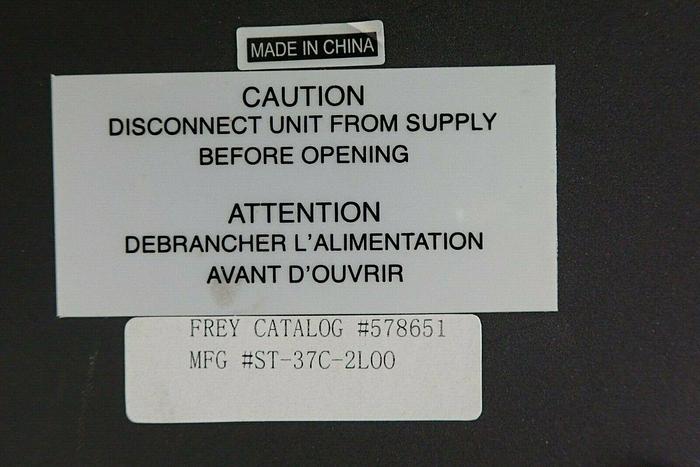 MADE IN CHINA
CAUTION
DISCONNECT UNIT FROM SUPPLY
BEFORE OPENING
ATTENTION
DEBRANCHER L'ALIMENTATION
AVANT D'OUVRIR
FREY CATALOG #578651
MFG #ST-37C-2L00